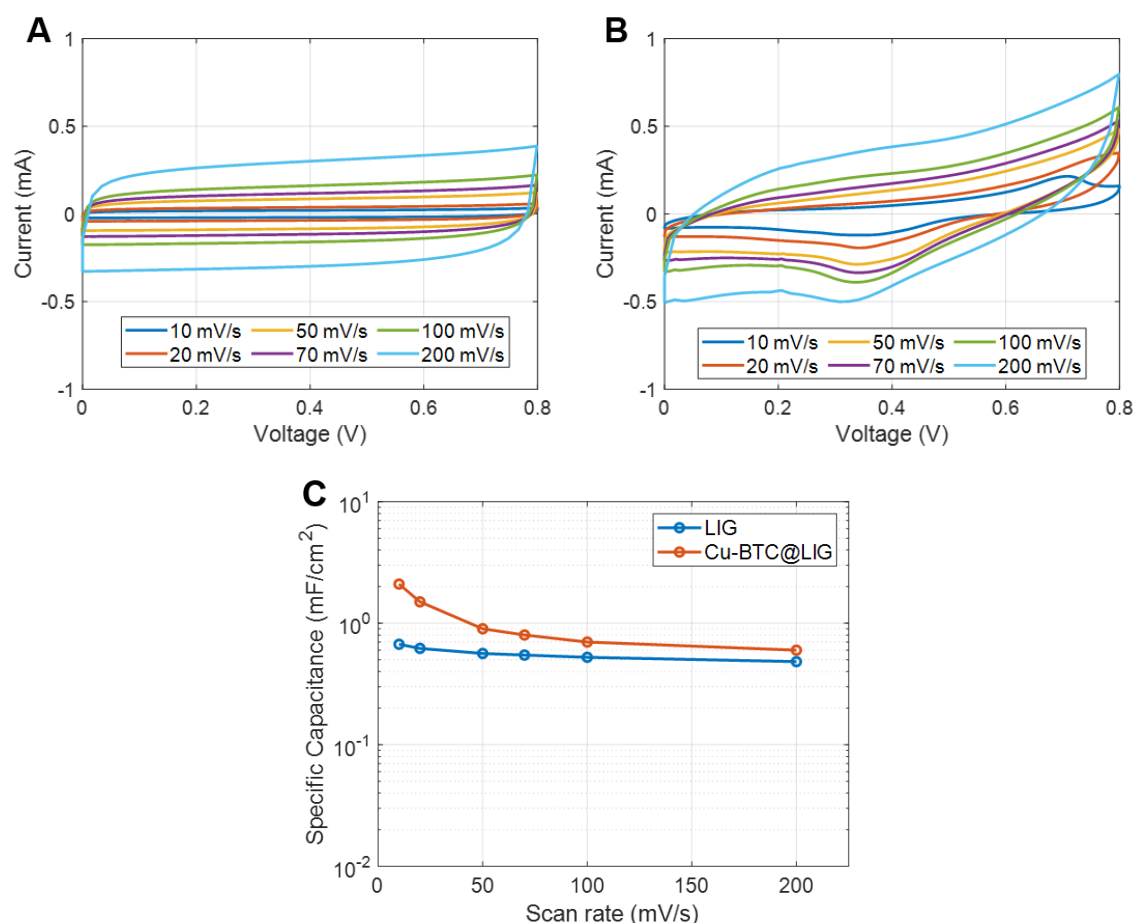 A
1
0.5
0
-0.5
-1
Current (mA)
10 mV/s 50 mV/s 100 mV/s
20 mV/s 70 mV/s 200 mV/s
0 0.2 0.4 0.6 0.8
Voltage (V)
B
1
0.5
0
-0.5
-1
Current (mA)
10 mV/s 50 mV/s 100 mV/s
20 mV/s 70 mV/s 200 mV/s
0 0.2 0.4 0.6 0.8
Voltage (V)
C
10^1
10^0
10^-1
10^-2
Specific Capacitance (mF/cm²)
LIG
Cu-BTC@LIG
0 50 100 150 200
Scan rate (mV/s)